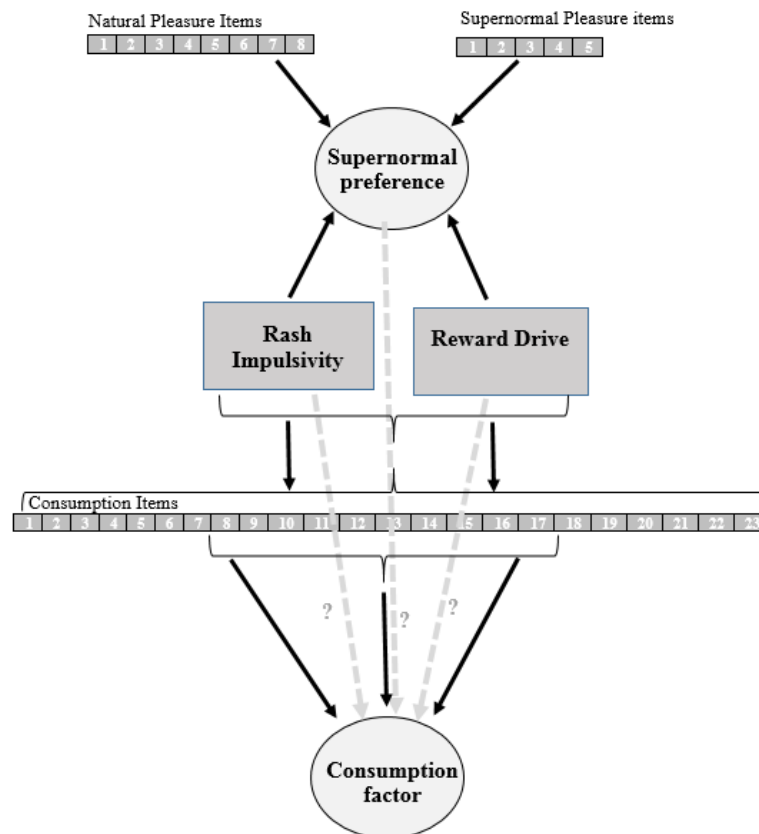 Natural Pleasure Items
1 2 3 4 5 6 7 8
Supernormal Pleasure items
1 2 3 4 5
Supernormal
preference
Rash
Impulsivity
Reward Drive
Consumption Items
1 2 3 4 5 6 7 8 9 10 11 12 13 14 15 16 17 18 19 20 21 22 23
? ? ?
Consumption
factor